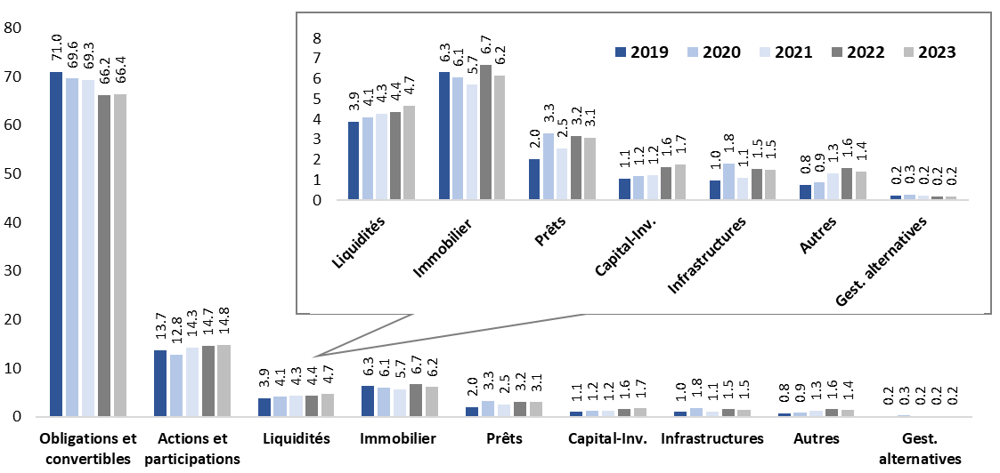 80
70
60
50
40
30
20
10
0
71.0 69.6 69.3 66.2 66.4
13.7 12.8 14.3 14.7 14.8
3.9 4.1 4.3 4.4 4.7
6.3 6.1 5.7 6.7 6.2
2.0 3.3 2.5 3.2 3.1
1.1 1.2 1.2 1.6 1.7
1.0 1.8 1.1 1.5 1.5
0.8 0.9 1.3 1.6 1.4
0.2 0.3 0.2 0.2 0.2
Obligations et
convertibles
Actions et
participations
Liquidités
Immobilier
Prêts
Capital-Inv.
Infrastructures
Autres
Gest.
alternatives
2019 2020 2021 2022 2023
8
7
6
5
4
3
2
1
0
3.9 4.1 4.3 4.4 4.7
6.3 6.1 5.7 6.7 6.2
2.0 3.3 2.5 3.2 3.1
1.1 1.2 1.2 1.6 1.7
1.0 1.8 1.1 1.5 1.5
0.8 0.9 1.3 1.6 1.4
0.2 0.3 0.2 0.2 0.2
Liquidités
Immobilier
Prêts
Capital-Inv.
Infrastructures
Autres
Gest. alternatives